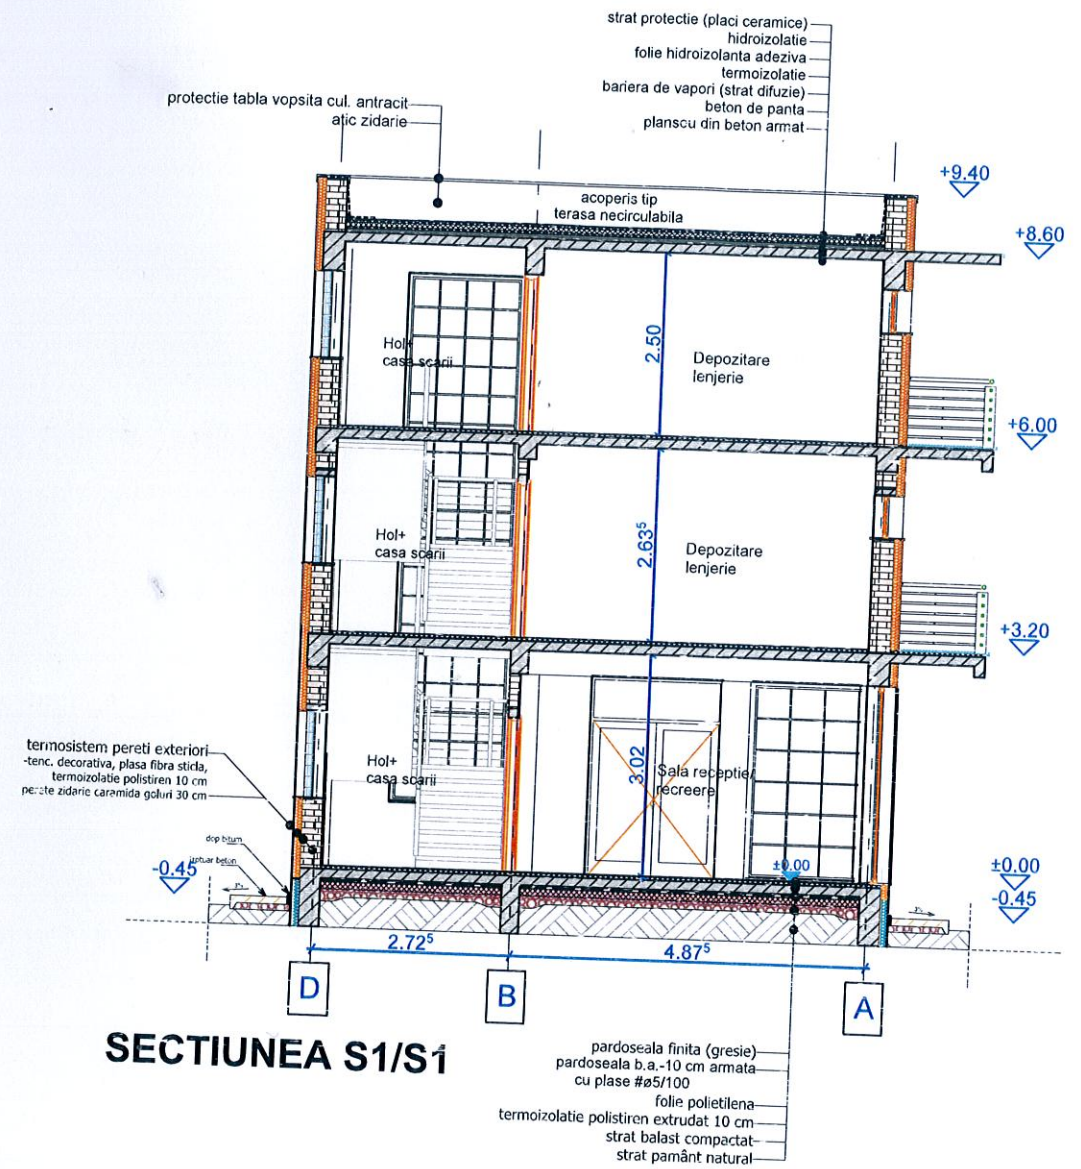 strat protectie (placi ceramice)
hidroizolatie
folie hidroizolanta adeziva
termoizolatie
bariera de vapori (strat difuzie)
beton de panta
planscu din beton armat
protectie tabla vopsita cul. antracit
atic zidarie
+9.40
acoperis tip
terasa necirculabila
+8.60
Hol+
casa scarii
2.50
Depozitare
lenjerie
+6.00
Hol+
casa scarii
2.63⁵
Depozitare
lenjerie
+3.20
termosistem pereti exteriori
-tenc. decorativa, plasa fibra sticla,
termoizolatie polistiren 10 cm
perete zidarie caramida goluri 30 cm
Hol+
casa scarii
3.02
Sala receptie/
recreere
dop bitum
beton
-0.45
±0.00
±0.00
-0.45
2.72⁵
4.87⁵
D
B
A
SECTIUNEA S1/S1
pardoseala finita (gresie)
pardoseala b.a.-10 cm armata
cu plase #ø5/100
folie polietilena
termoizolatie polistiren extrudat 10 cm
strat balast compactat
strat pamânt natural